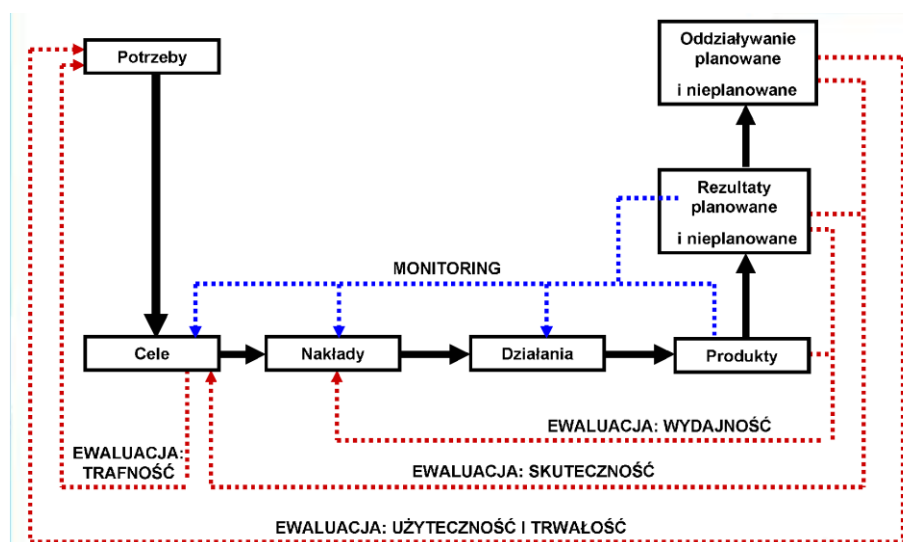 Potrzeby
Oddziaływanie
planowane
i nieplanowane
Rezultaty
planowane
i nieplanowane
MONITORING
Cele
Nakłady
Działania
Produkty
EWALUACJA: WYDAJNOŚĆ
EWALUACJA:
TRAFNOŚĆ
EWALUACJA: SKUTECZNOŚĆ
EWALUACJA: UŻYTECZNOŚĆ I TRWAŁOŚĆ